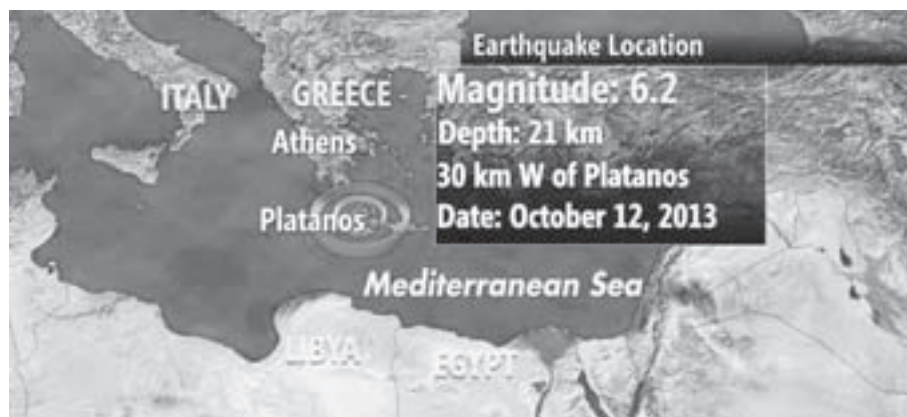 Earthquake Location
Magnitude: 6.2
Depth: 21 km
30 km W of Platanos
Date: October 12, 2013
ITALY
GREECE
Athens
Platanos
Mediterranean Sea
LIBYA
EGYPT